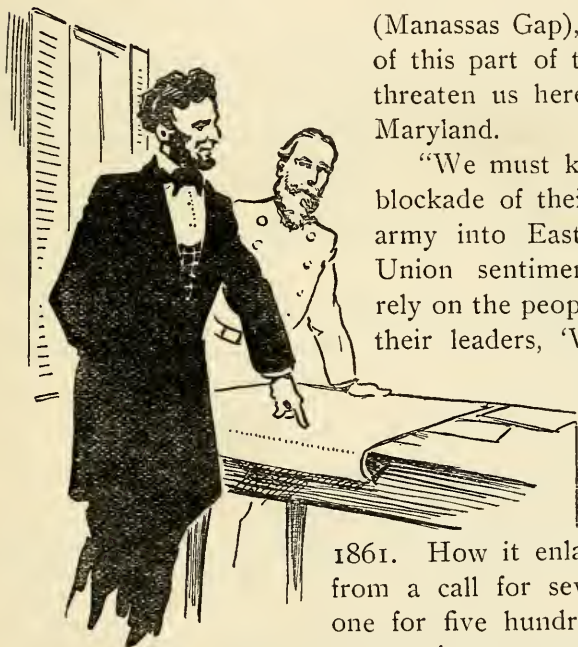 (Manassas Gap),
of this part of t
threaten us here
Maryland.
“We must k
blockade of thei
army into East
Union sentimen
rely on the peop
their leaders, ‘
1861. How it enla
from a call for sev
one for five hundr